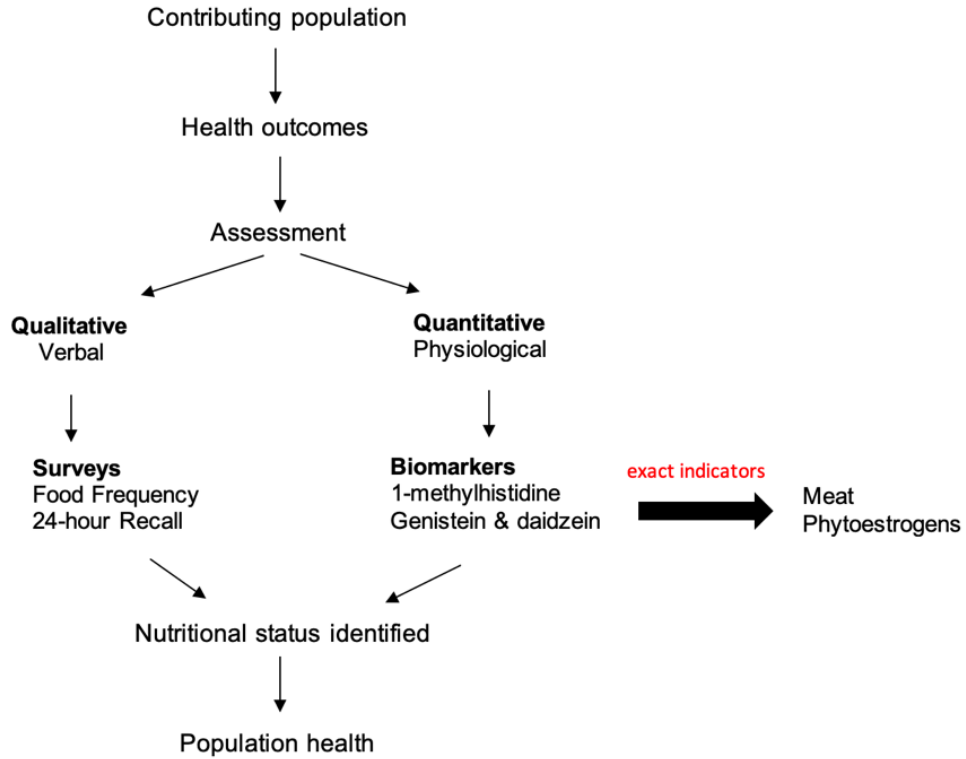 Contributing population
Health outcomes
Assessment
Qualitative
Verbal
Quantitative
Physiological
Surveys
Food Frequency
24-hour Recall
Biomarkers
1-methylhistidine
Genistein & daidzein
exact indicators
Meat
Phytoestrogens
Nutritional status identified
Population health